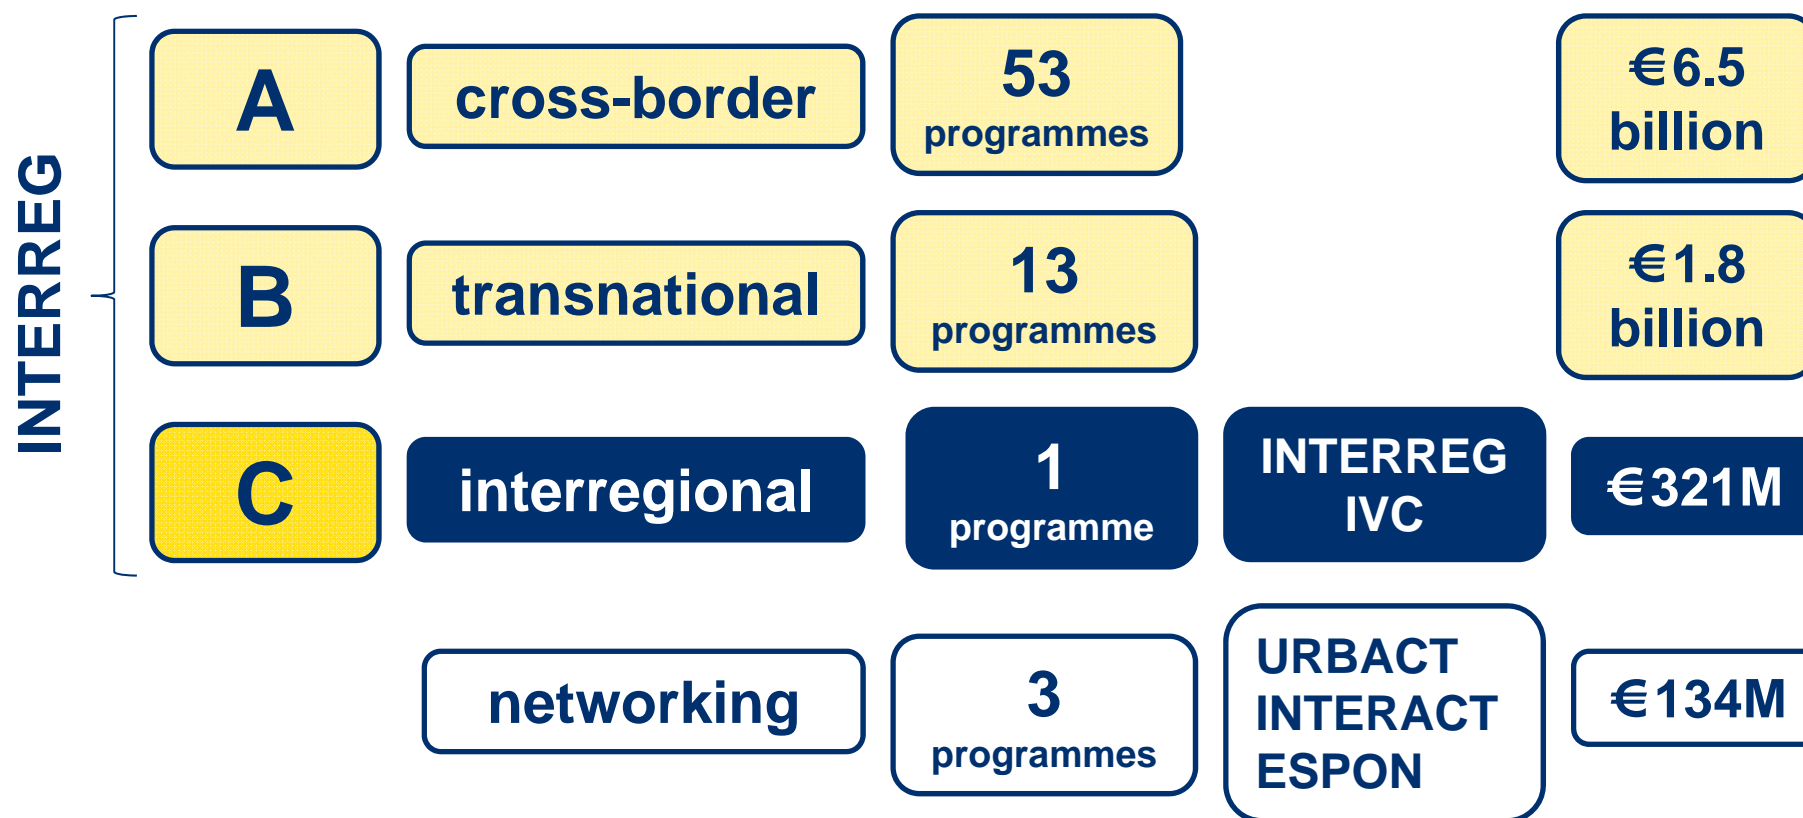 INTERREG
A
cross-border
53
programmes
€6.5
billion
B
transnational
13
programmes
€1.8
billion
C
interregional
1
programme
INTERREG
IVC
€321M
networking
3
programmes
URBACT
INTERACT
ESPON
€134M